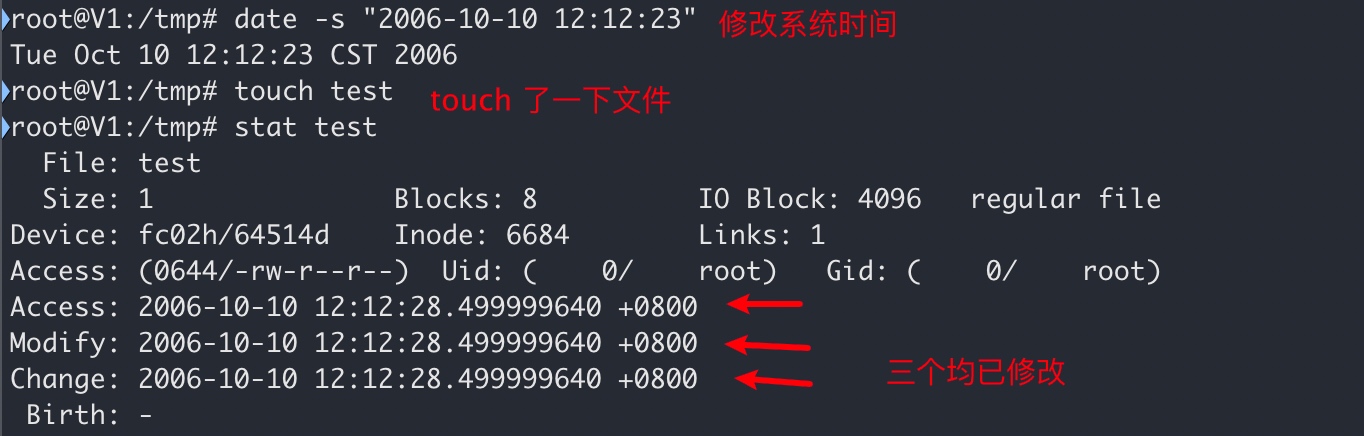 root@V1:/tmp# date -s "2006-10-10 12:12:23" 修改系统时间
Tue Oct 10 12:12:23 CST 2006
root@V1:/tmp# touch test touch 了一下文件
root@V1:/tmp# stat test
File: test
Size: 1 Blocks: 8 IO Block: 4096 regular file
Device: fc02h/64514d Inode: 6684 Links: 1
Access: (0644/-rw-r--r--) Uid: ( 0/ root) Gid: ( 0/ root)
Access: 2006-10-10 12:12:28.499999640 +0800
Modify: 2006-10-10 12:12:28.499999640 +0800
Change: 2006-10-10 12:12:28.499999640 +0800 三个均已修改
Birth: -